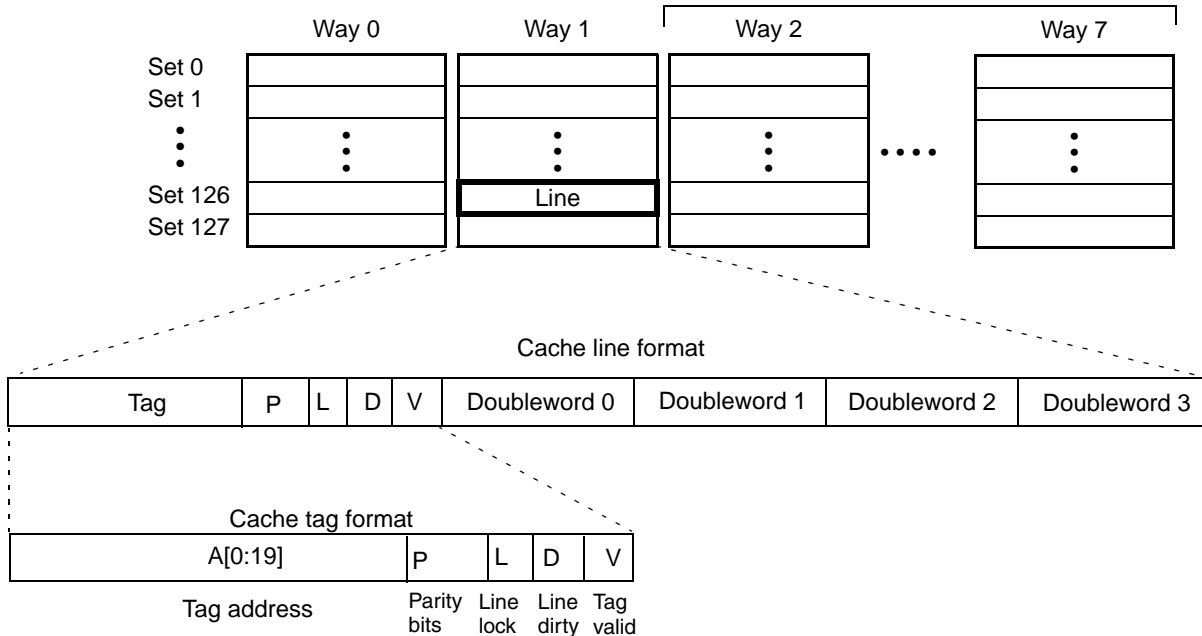 Way 0 Way 1 Way 2 Way 7
Set 0
Set 1
Set 126
Line
Set 127
Cache line format
Tag P L D V Doubleword 0 Doubleword 1 Doubleword 2 Doubleword 3
Cache tag format
A[0:19] P L D V
Tag address
Parity bits
Line lock
Line dirty
Tag valid